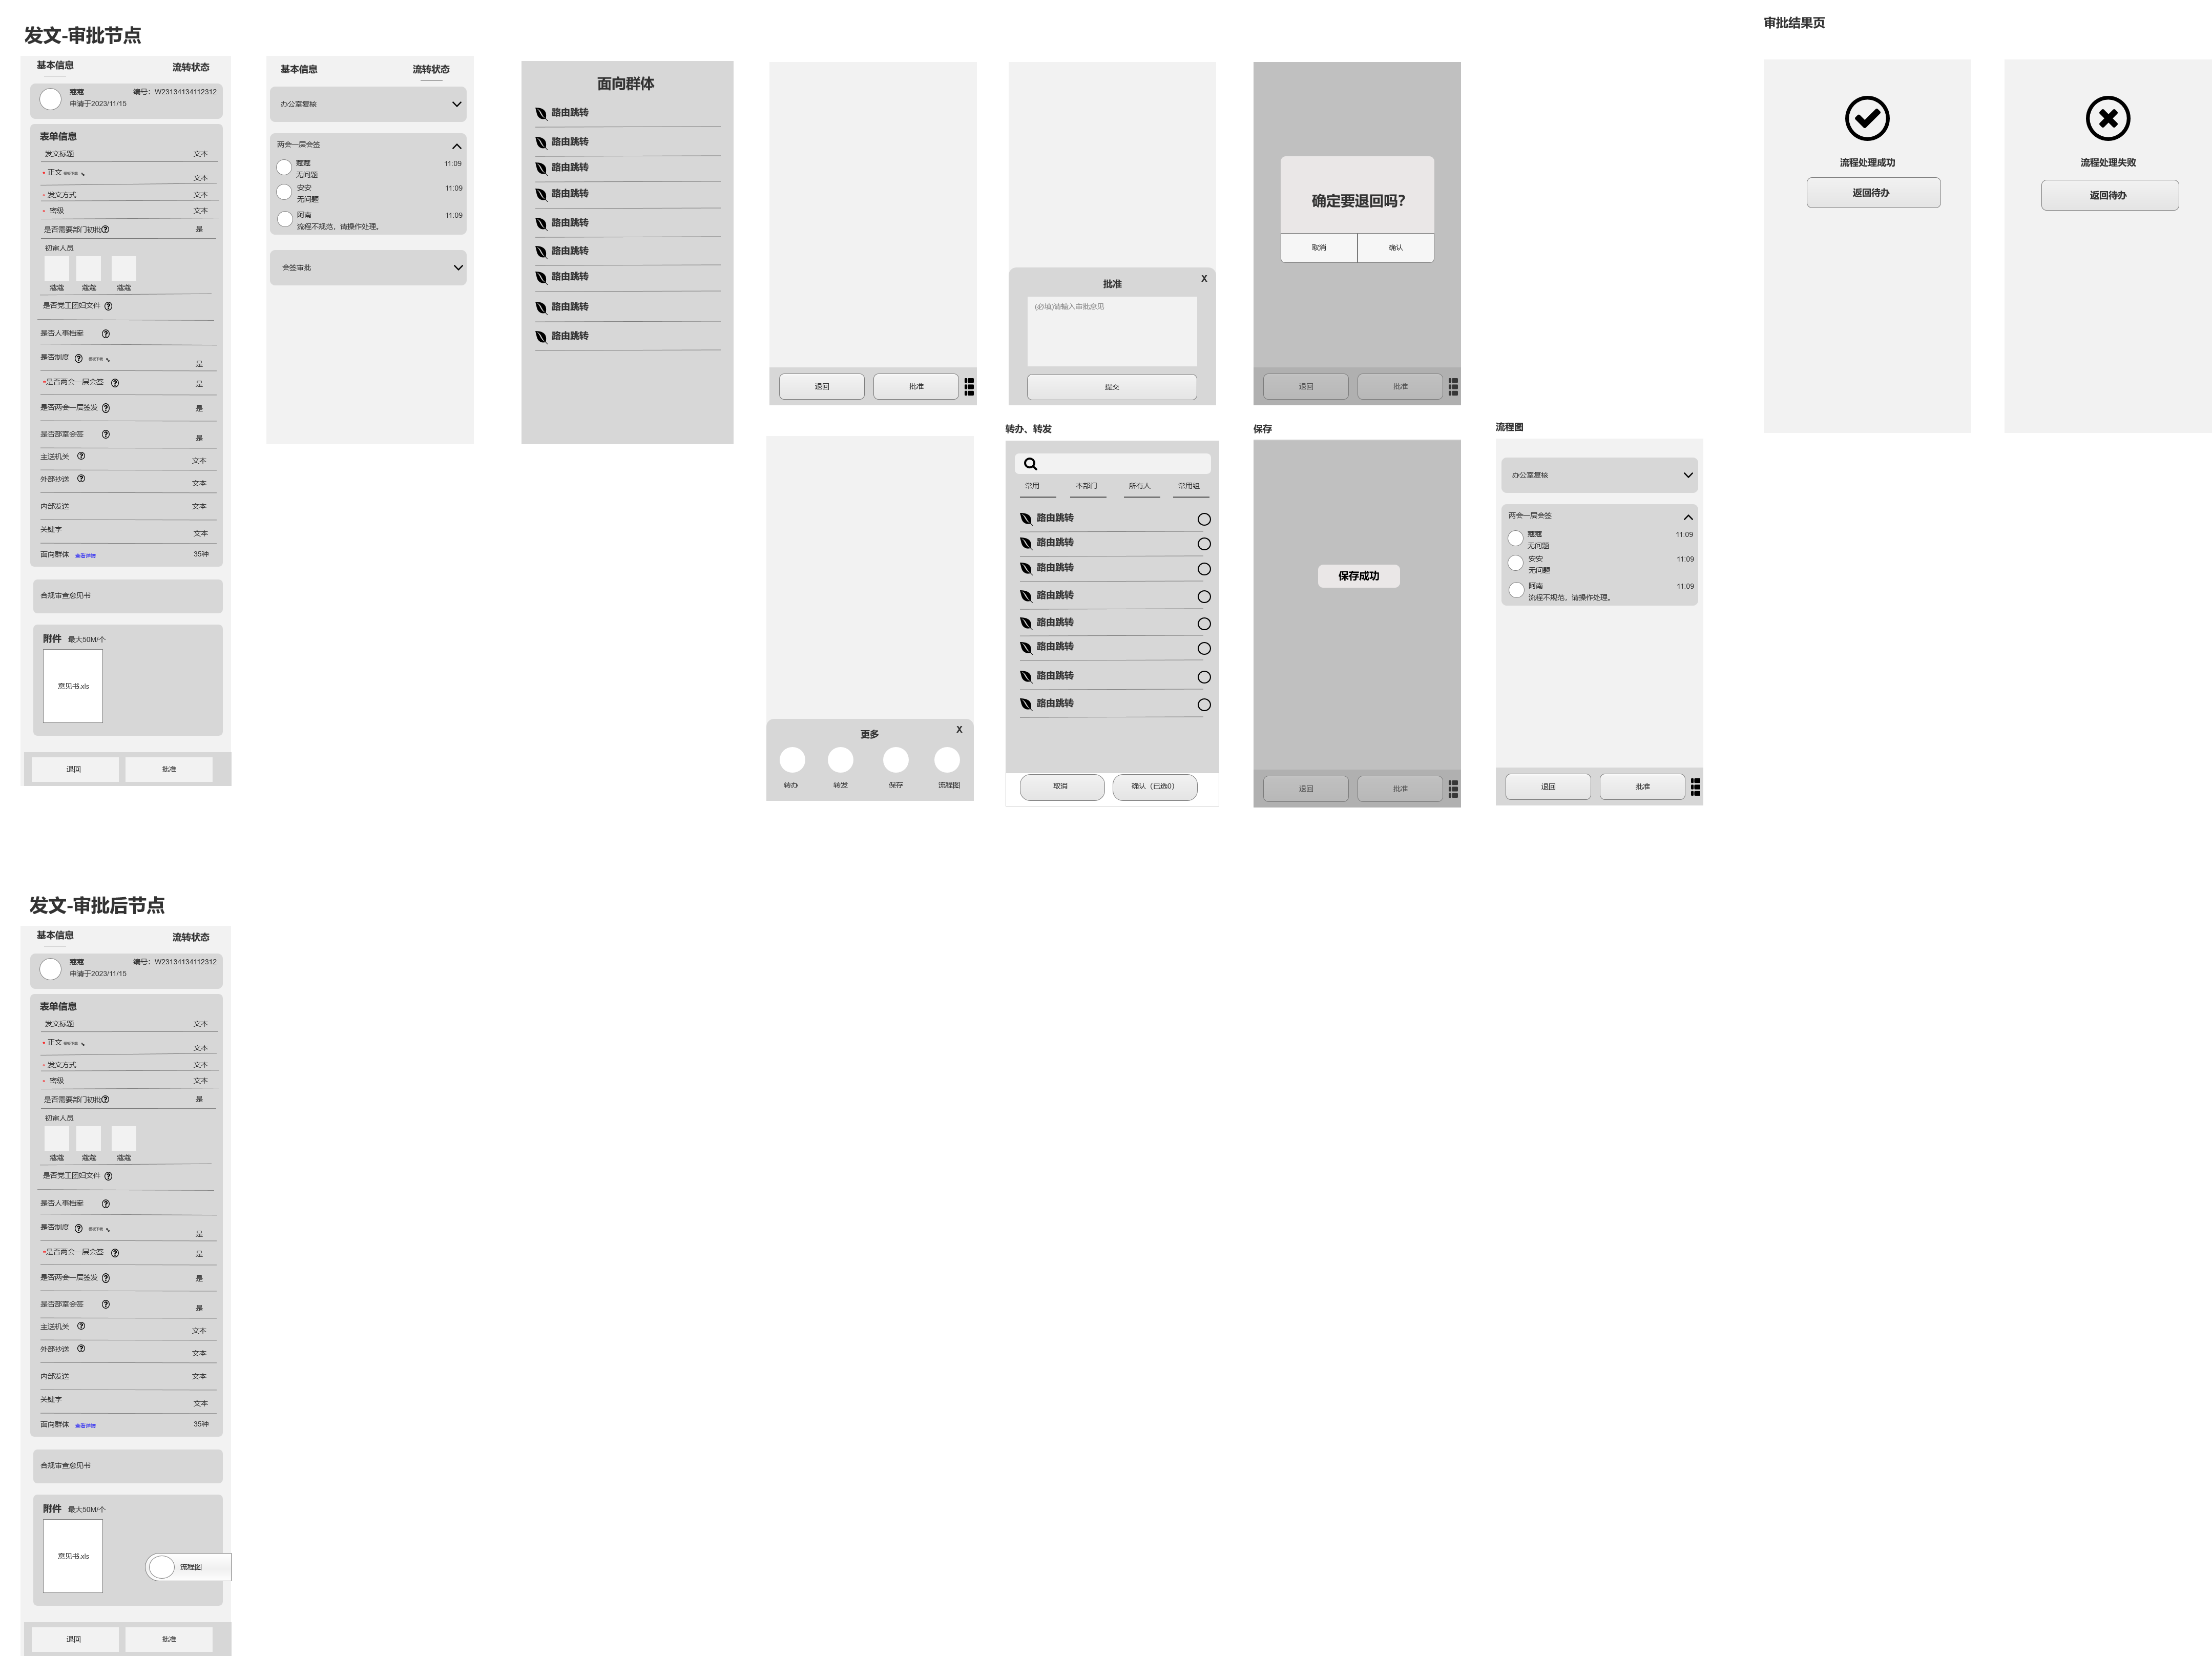 发文-审批节点
基本信息
流转状态
蔻蔻
编号：W23134134112312
申请于2023/11/15
表单信息
发文标题
文本
* 正文
文本
* 发文方式
文本
* 密级
文本
是否需要部门初批
是
初审人员
蔻蔻
蔻蔻
蔻蔻
是否党工团妇文件
是否人事档案
是否制度
是
*是否两会一层会签
是
是否两会一层签发
是
是否部室会签
是
主送机关
文本
外部抄送
文本
内部发送
文本
关键字
文本
面向群体
查看详情
35种
合规审查意见书
附件 最大50M/个
意见书.xls
退回
批准
基本信息
流转状态
办公室复核
两会一层会签
蔻蔻
11:09
无问题
安安
11:09
无问题
阿南
11:09
流程不规范，请操作处理。
会签审批
面向群体
路由跳转
路由跳转
路由跳转
路由跳转
路由跳转
路由跳转
路由跳转
路由跳转
路由跳转
退回
批准
批准
X
(必填)请输入审批意见
提交
确定要退回吗？
取消
确认
退回
批准
更多
X
转办
转发
保存
流程图
转办、转发
常用
本部门
所有人
常用组
路由跳转
路由跳转
路由跳转
路由跳转
路由跳转
路由跳转
路由跳转
路由跳转
取消
确认（已选0）
保存
保存成功
退回
批准
流程图
办公室复核
两会一层会签
蔻蔻
11:09
无问题
安安
11:09
无问题
阿南
11:09
流程不规范，请操作处理。
退回
批准
审批结果页
流程处理成功
返回待办
流程处理失败
返回待办
发文-审批后节点
基本信息
流转状态
蔻蔻
编号：W23134134112312
申请于2023/11/15
表单信息
发文标题
文本
* 正文
文本
* 发文方式
文本
* 密级
文本
是否需要部门初批
是
初审人员
蔻蔻
蔻蔻
蔻蔻
是否党工团妇文件
是否人事档案
是否制度
是
*是否两会一层会签
是
是否两会一层签发
是
是否部室会签
是
主送机关
文本
外部抄送
文本
内部发送
文本
关键字
文本
面向群体
查看详情
35种
合规审查意见书
附件 最大50M/个
意见书.xls
流程图
退回
批准